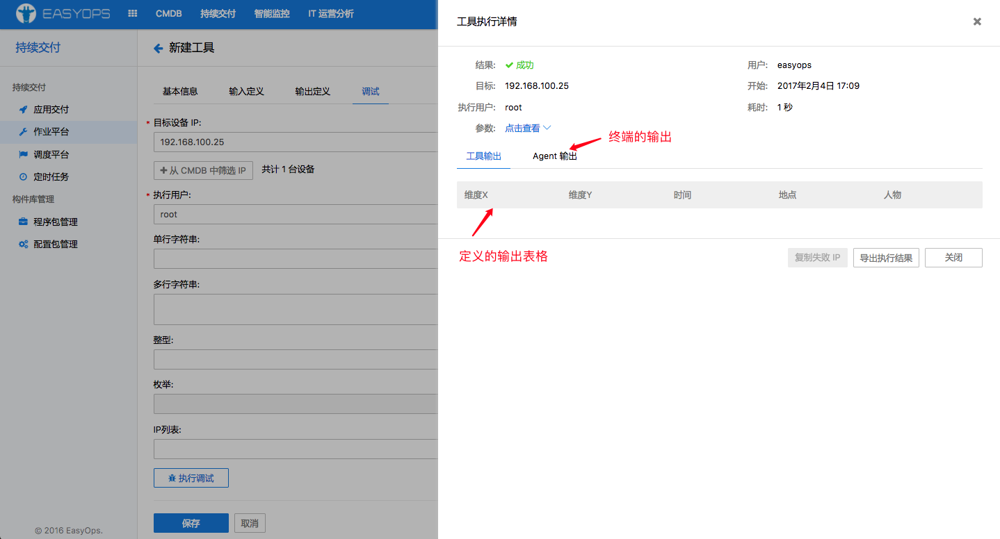 EASYOPS CMDB 持续交付 智能监控 IT 运营分析
持续交付
持续交付
应用交付
作业平台
调度平台
定时任务
构件库管理
程序包管理
配置包管理
© 2016 EasyOps.
新建工具
基本信息 输入定义 输出定义 调试
* 目标设备 IP:
192.168.100.25
从 CMDB 中筛选 IP 共计 1 台设备
* 执行用户:
root
单行字符串:
多行字符串:
整型:
枚举:
IP列表:
执行调试
保存 取消
工具执行详情
结果: 成功 用户: easyops
目标: 192.168.100.25 开始: 2017年2月4日 17:09
执行用户: root 耗时: 1 秒
参数: 点击查看
终端的输出
工具输出 Agent 输出
维度X 维度Y 时间 地点 人物
定义的输出表格
复制失败 IP 导出执行结果 关闭